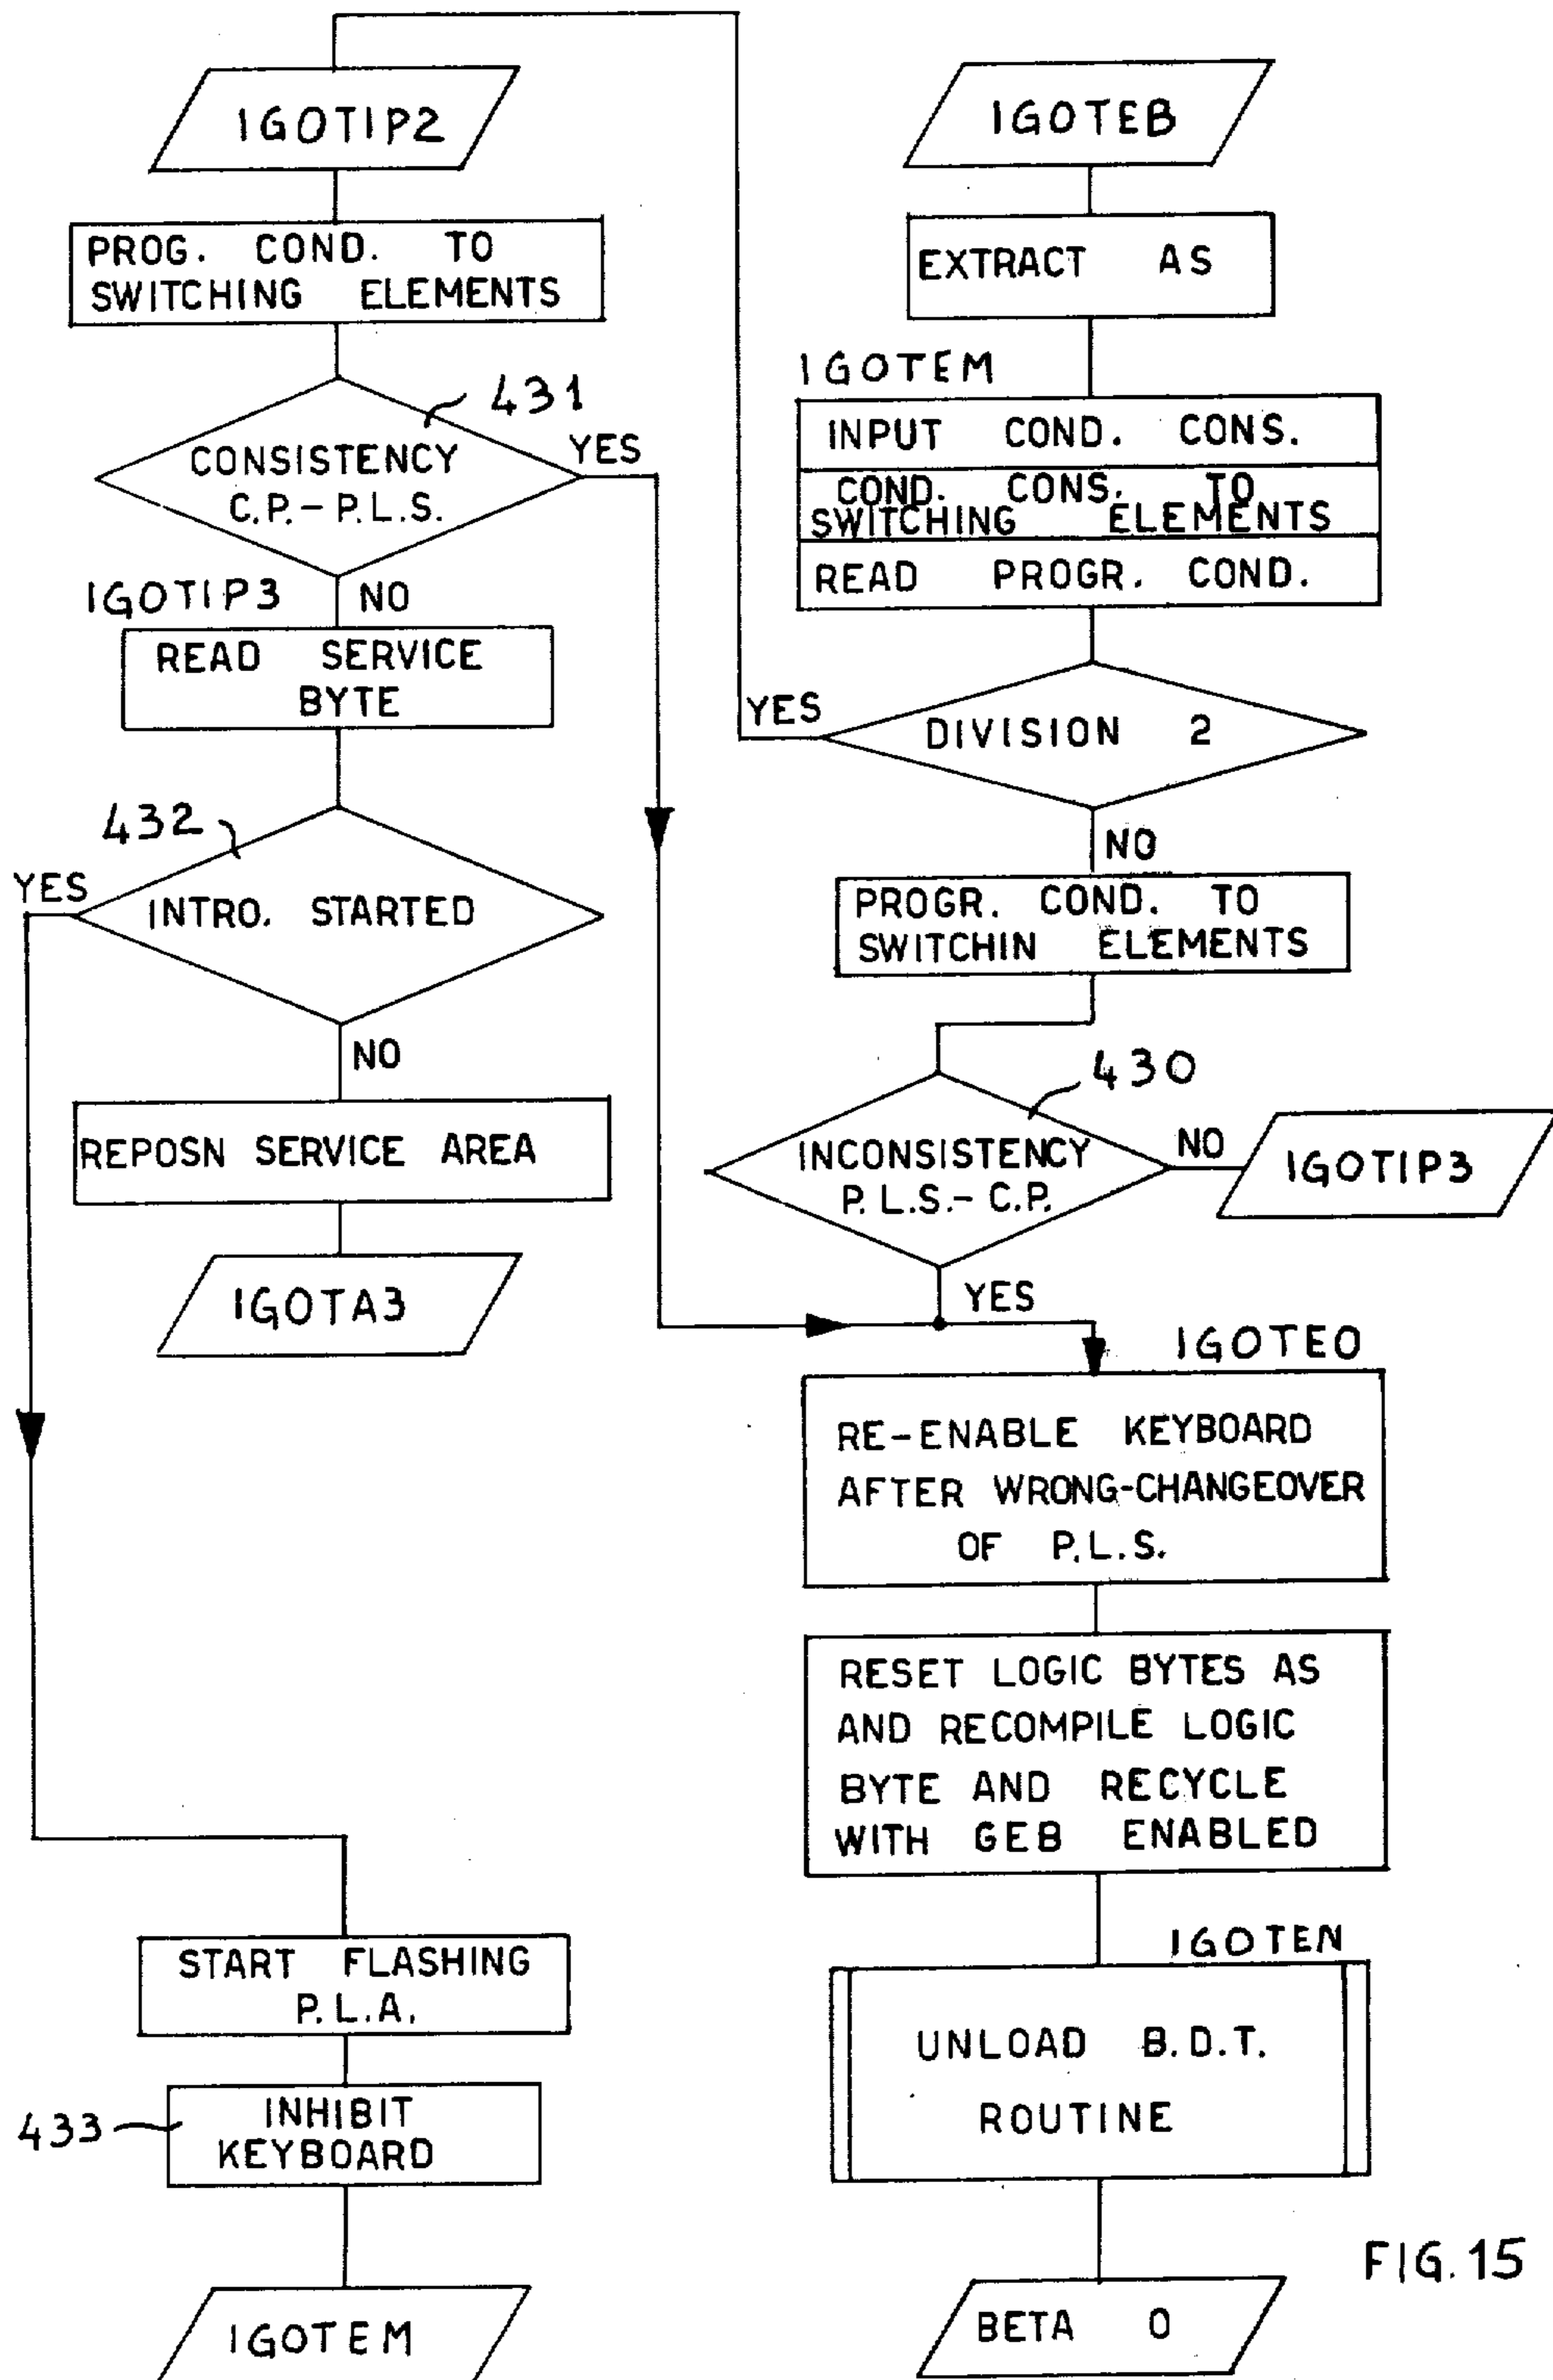 IGOTIP2
PROG. COND. TO
SWITCHING ELEMENTS
431
CONSISTENCY
C.P.-P.L.S.
YES
NO
IGOTIP3
READ SERVICE
BYTE
432
YES
INTRO. STARTED
NO
REPOSN SERVICE AREA
IGOTA3
START FLASHING
P.L.A.
433
INHIBIT
KEYBOARD
IGOTEM
IGOTEB
EXTRACT AS
IGOTEM
INPUT COND. CONS.
COND. CONS. TO
SWITCHING ELEMENTS
READ PROGR. COND.
YES
DIVISION 2
NO
PROGR. COND. TO
SWITCHIN ELEMENTS
430
INCONSISTENCY
P.L.S.-C.P.
NO
IGOTIP3
YES
IGOTEO
RE-ENABLE KEYBOARD
AFTER WRONG-CHANGEOVER
OF P.L.S.
RESET LOGIC BYTES AS
AND RECOMPILE LOGIC
BYTE AND RECYCLE
WITH GEB ENABLED
IGOTEN
UNLOAD B.D.T.
ROUTINE
BETA 0
FIG. 15